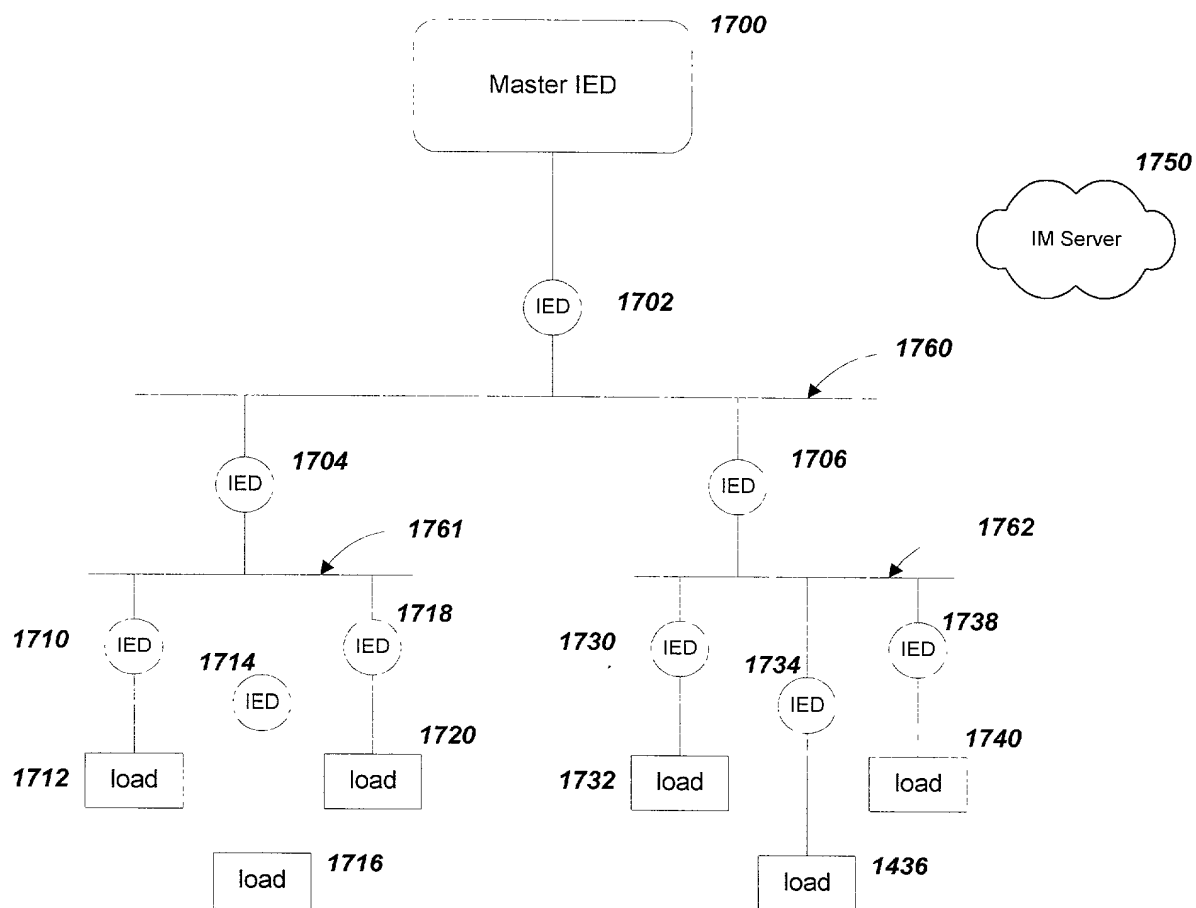 1700
Master IED
1750
IM Server
IED
1702
1760
1704
IED
1706
IED
1761
1762
1710
IED
1718
IED
1714
IED
1730
IED
1734
IED
1738
IED
1712
load
1720
load
1732
load
1740
load
1716
load
1436
load